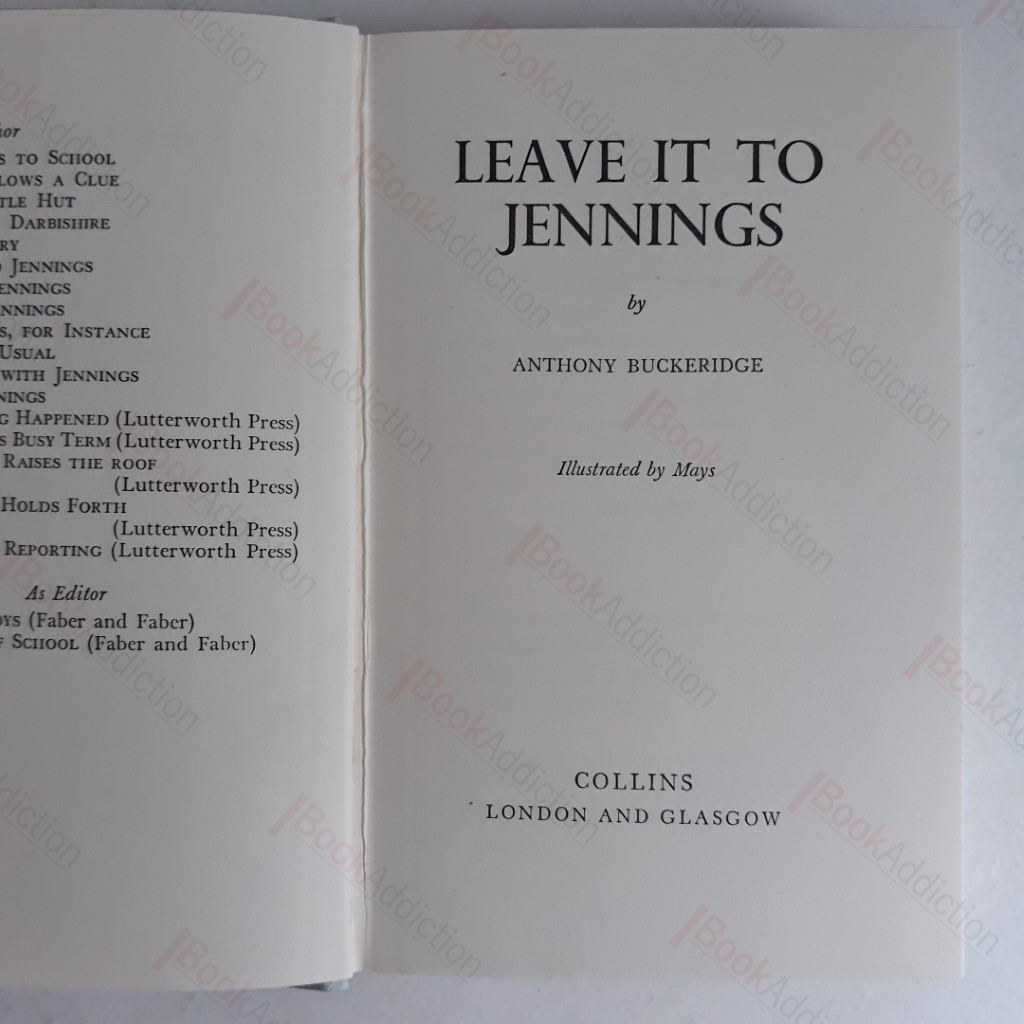 hor
S TO SCHOOL
LOWS A CLUE
TLE HUT
DARBISHIRE
RY
JENNINGS
ENNINGS
NNINGS
S, FOR INSTANCE
USUAL
WITH JENNINGS
NINGS
G HAPPENED (Lutterworth Press)
S BUSY TERM (Lutterworth Press)
RAISES THE ROOF
(Lutterworth Press)
HOLDS FORTH
(Lutterworth Press)
REPORTING (Lutterworth Press)
As Editor
OYS (Faber and Faber)
F SCHOOL (Faber and Faber)
LEAVE IT TO
JENNINGS
by
ANTHONY BUCKERIDGE
Illustrated by Mays
COLLINS
LONDON AND GLASGOW
BookAddiction